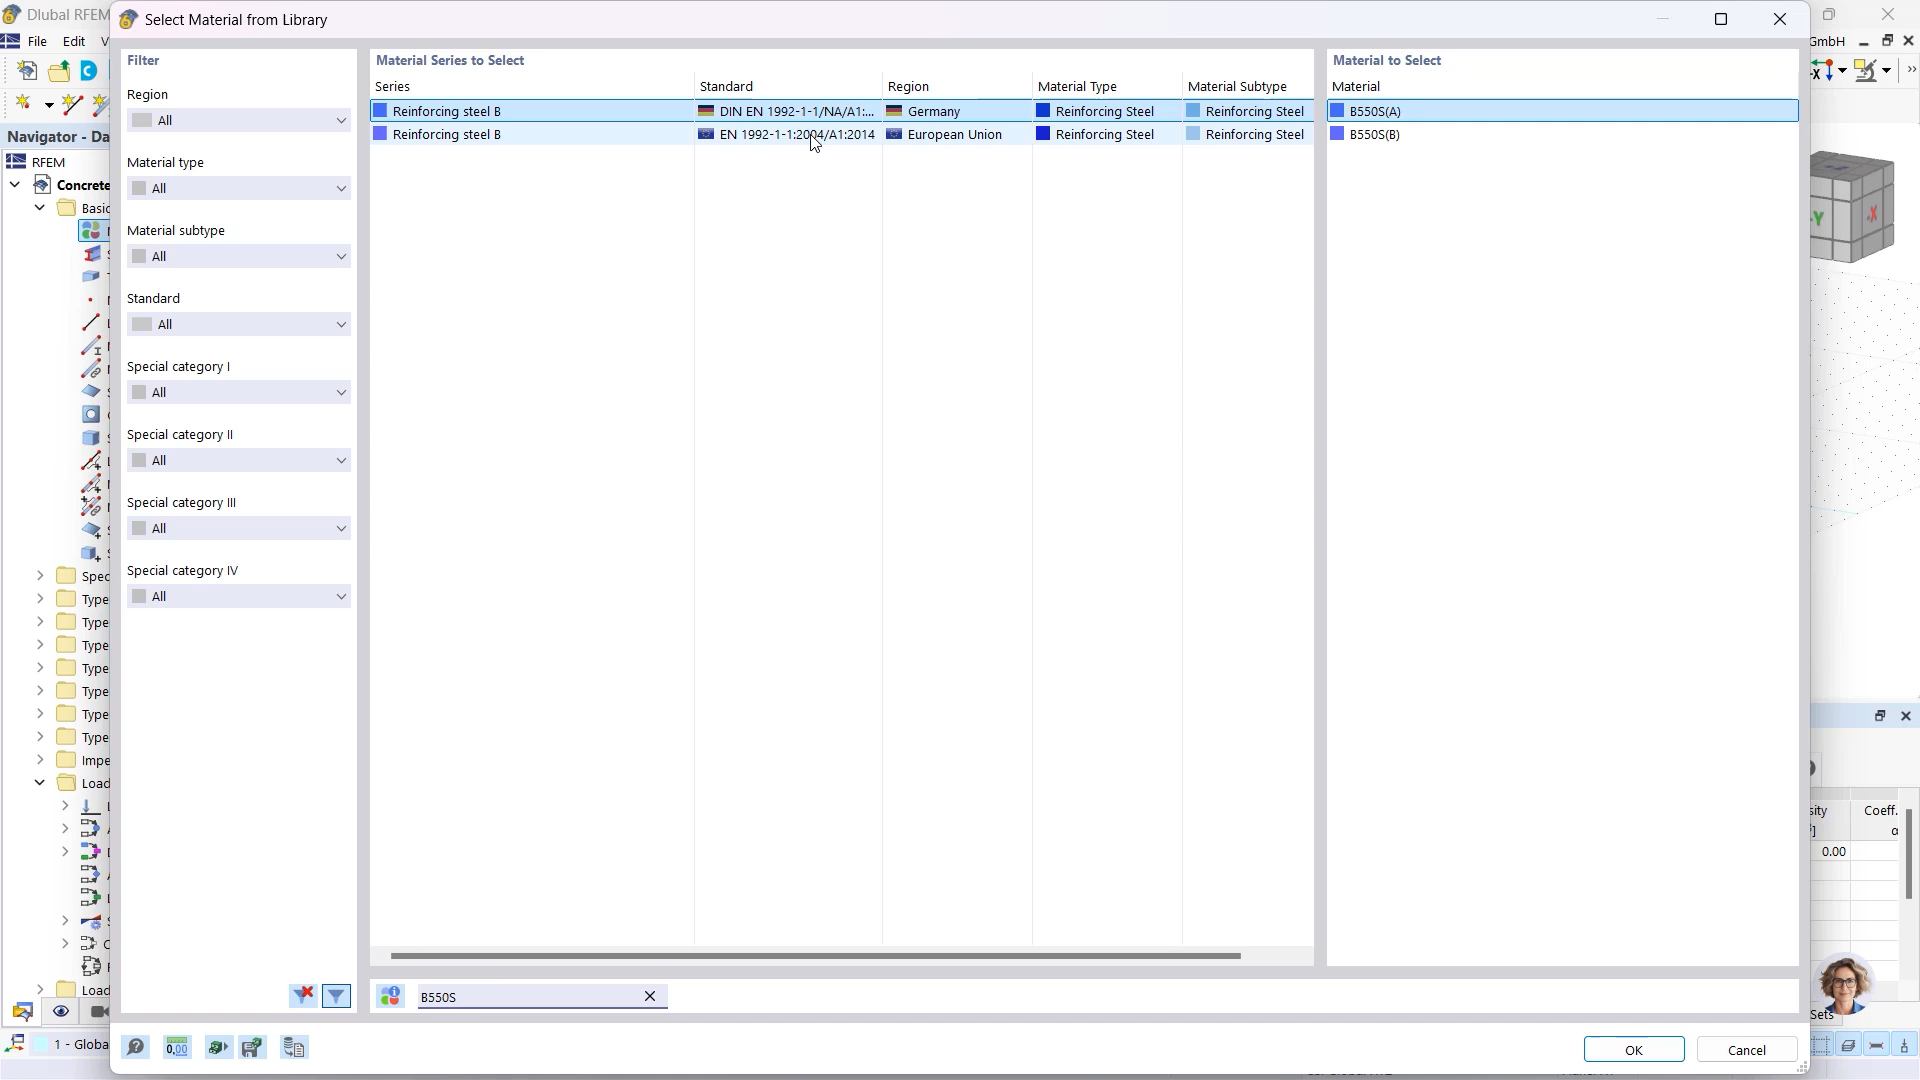 Dlubal RFEM
Select Material from Library
File Edit V
GmbH
Navigator - Da
RFEM
Concrete
Basic
Spec
Type
Type
Type
Type
Type
Type
Type
Impe
Load
Load
1 - Globa
Filter
Region
All
Material type
All
Material subtype
All
Standard
All
Special category I
All
Special category II
All
Special category III
All
Special category IV
All
Material Series to Select
Series Standard Region Material Type Material Subtype
Reinforcing steel B DIN EN 1992-1-1/NA/A1:... Germany Reinforcing Steel Reinforcing Steel
Reinforcing steel B EN 1992-1-1:2004/A1:2014 European Union Reinforcing Steel Reinforcing Steel
B550S
Material to Select
Material
B550S(A)
B550S(B)
-Y -X
sity Coeff.
α
0.00
Sets
0,00
OK Cancel